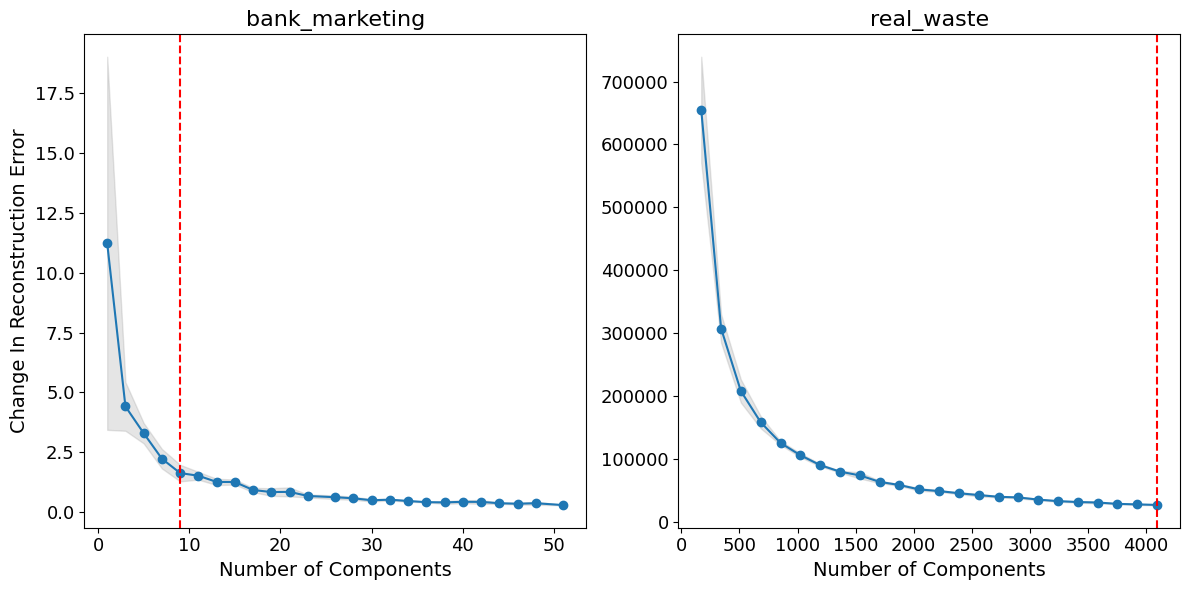 bank_marketing
Change In Reconstruction Error
17.5
15.0
12.5
10.0
7.5
5.0
2.5
0.0
0 10 20 30 40 50
Number of Components
real_waste
700000
600000
500000
400000
300000
200000
100000
0
0 500 1000 1500 2000 2500 3000 3500 4000
Number of Components